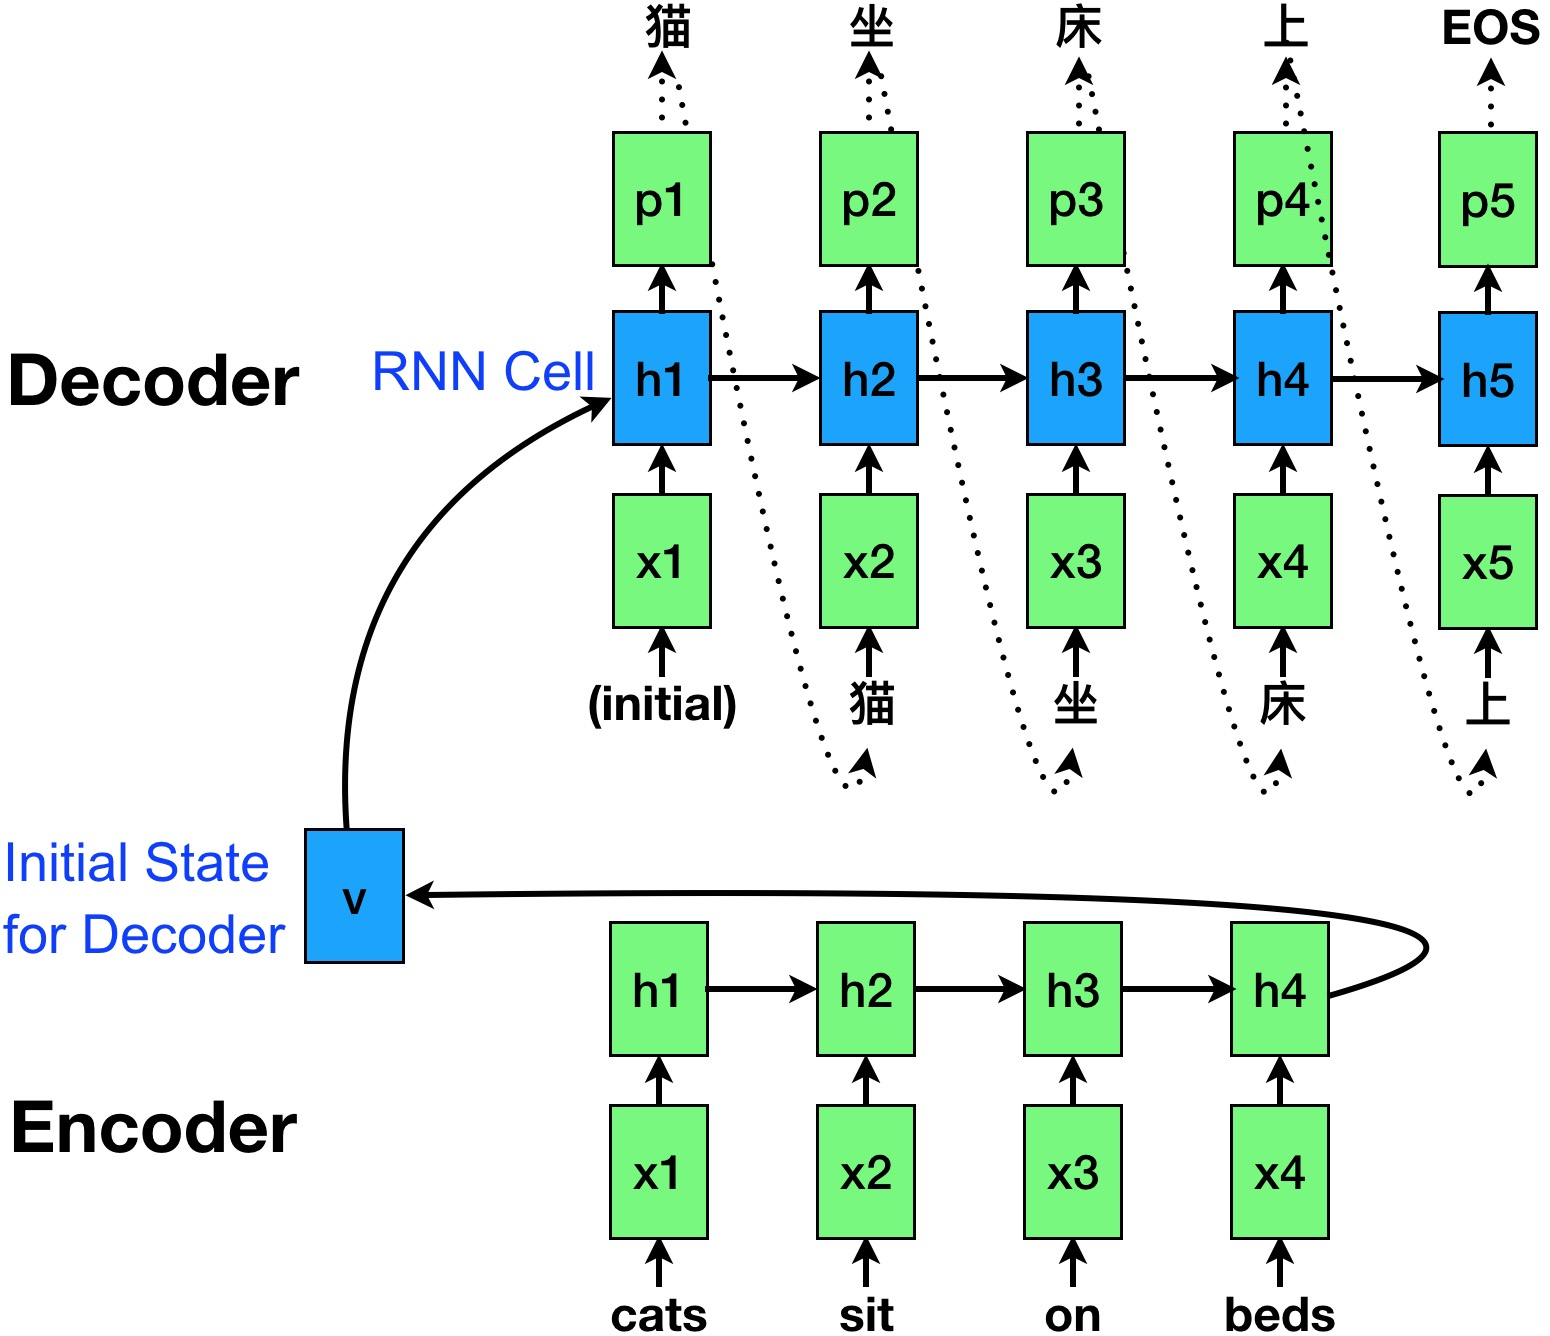 猫 坐 床 上 EOS
p1 p2 p3 p4 p5
Decoder RNN Cell h1 h2 h3 h4 h5
x1 x2 x3 x4 x5
(initial) 猫 坐 床 上
Initial State
for Decoder
v
h1 h2 h3 h4
Encoder
x1 x2 x3 x4
cats sit on beds